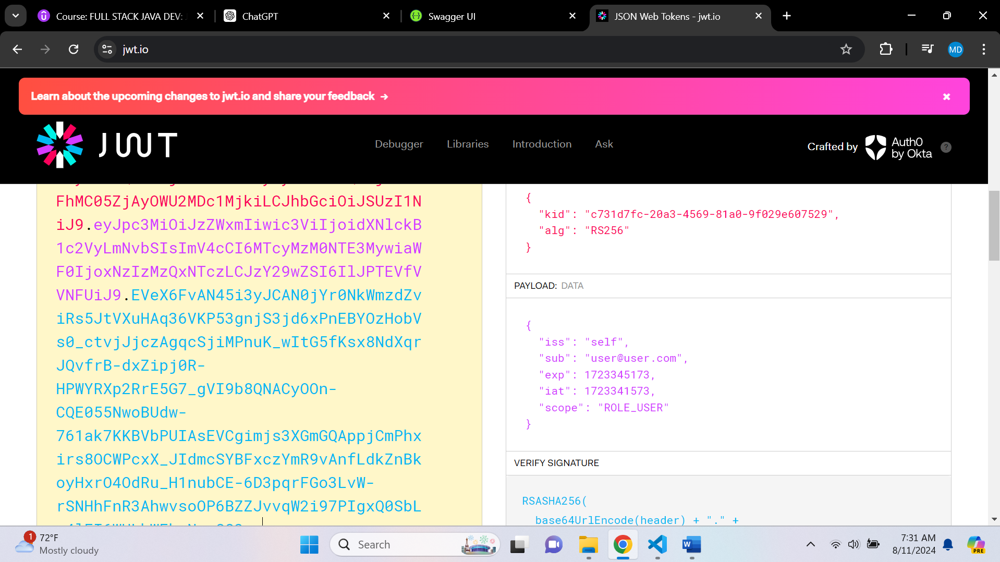 Course: FULL STACK JAVA DEV:
ChatGPT
Swagger UI
JSON Web Tokens - jwt.io
jwt.io
MD
Learn about the upcoming changes to jwt.io and share your feedback →
JWT
Debugger
Libraries
Introduction
Ask
Crafted by
Auth0
by Okta
?
FhMC05ZjAyOWU2MDc1MjkiLCJhbGciOiJSUzI1N
iJ9.eyJpc3MiOiJzZWxmIiwic3ViIjoidXNlckB
1c2VyLmNvbSIsImV4cCI6MTcyMzM0NTE3MywiaW
F0IjoxNzIzMzQxNTczLCJzY29wZSI6IlJPTEVfV
VNFUiJ9.EVeX6FvAN45i3yJCAN0jYr0NkWmzdZv
iRs5JtVXuHAq36VKP53gnjS3jd6xPnEBYOzHobV
s0_ctvjJjczAgqcSjiMPnuK_wItG5fKsx8NdXqr
JQvfrB-dxZipj0R-
HPWYRXp2RrE5G7_gVI9b8QNACyOOn-
CQE055NwoBUdw-
761ak7KKBVbPUIAsEVCgimjs3XGmGQAppjCmPhx
irs8OCWPcxX_JIdmcSYBFxczYmR9vAnfLdkZnBk
oyHxrO4OdRu_H1nubCE-6D3pqrFGo3LvW-
rSNHhFnR3AhwvsoOP6BZZJvvqW2i97PIgxQ0SbL
{
"kid": "c731d7fc-20a3-4569-81a0-9f029e607529",
"alg": "RS256"
}
PAYLOAD: DATA
{
"iss": "self",
"sub": "user@user.com",
"exp": 1723345173,
"iat": 1723341573,
"scope": "ROLE_USER"
}
VERIFY SIGNATURE
RSASHA256(
base64UrlEncode(header) + "." +
1
72°F
Mostly cloudy
Search
7:31 AM
8/11/2024
PRE